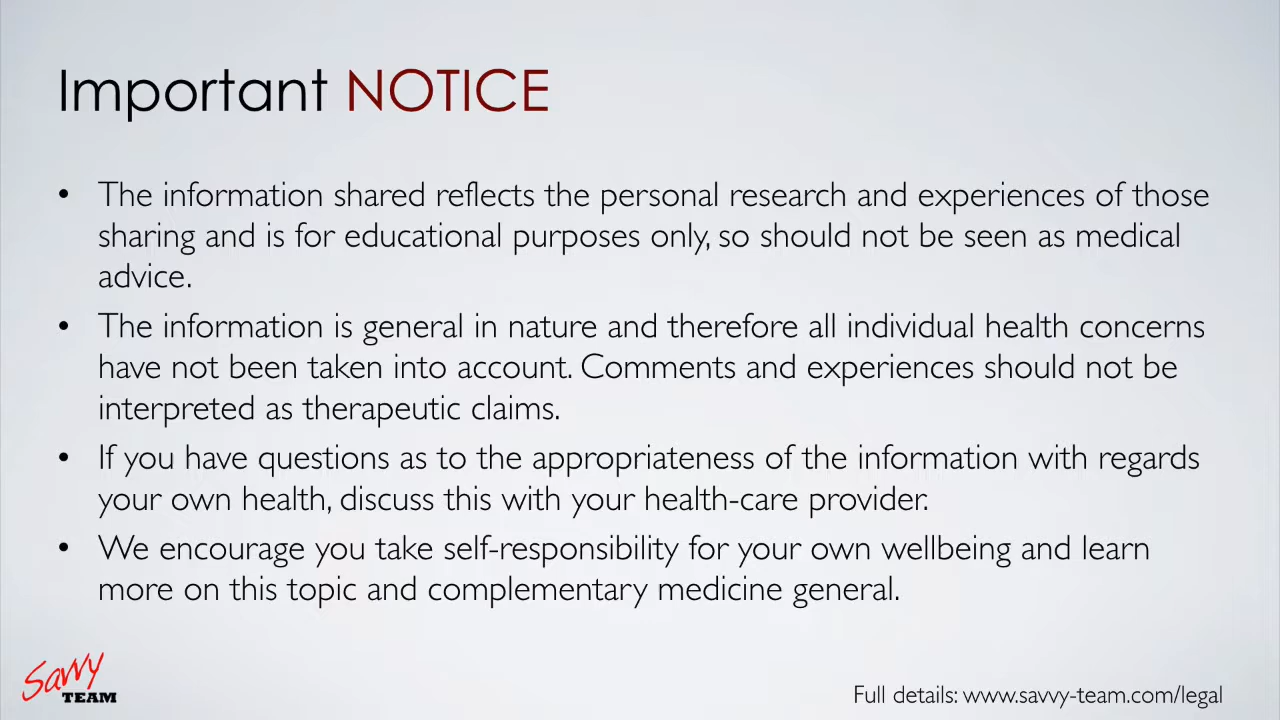 Important NOTICE
• The information shared reflects the personal research and experiences of those
sharing and is for educational purposes only, so should not be seen as medical
advice.
• The information is general in nature and therefore all individual health concerns
have not been taken into account. Comments and experiences should not be
interpreted as therapeutic claims.
• If you have questions as to the appropriateness of the information with regards
your own health, discuss this with your health-care provider.
• We encourage you take self-responsibility for your own wellbeing and learn
more on this topic and complementary medicine general.
Savvy
TEAM
Full details: www.savvy-team.com/legal